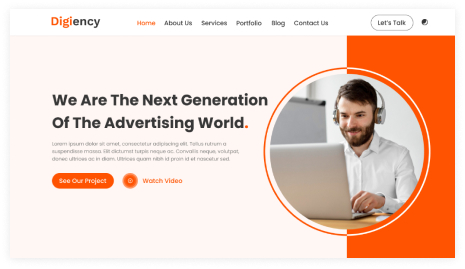 Digiency
Home About Us Services Portfolio Blog Contact Us Let's Talk
We Are The Next Generation
Of The Advertising World.
Lorem ipsum dolor sit amet, consectetur adipiscing elit. Tellus rutrum a
suspendisse massa. Elit dictumst turpis neque ac. Convallis neque, volutpat,
donec ultrices ac in diam. Ultrices quam nibh id proin id et nascetur sed.
See Our Project Watch Video